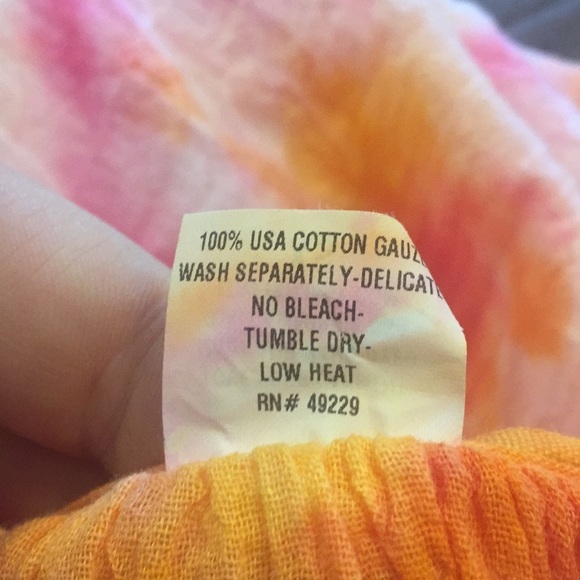 100% USA COTTON GAUZ
WASH SEPARATELY-DELICATE
NO BLEACH-
TUMBLE DRY-
LOW HEAT
RN# 49229